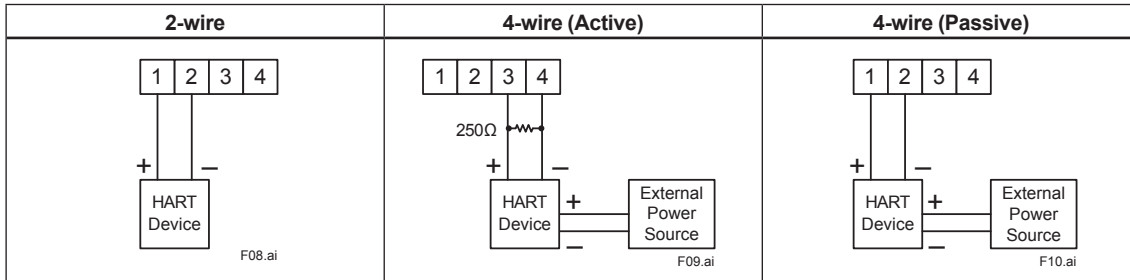 2-wire
4-wire (Active)
4-wire (Passive)
1 2 3 4
+ −
HART
Device
F08.ai
1 2 3 4
250Ω
+ −
HART
Device
+
−
External
Power
Source
F09.ai
1 2 3 4
+ −
HART
Device
+
−
External
Power
Source
F10.ai